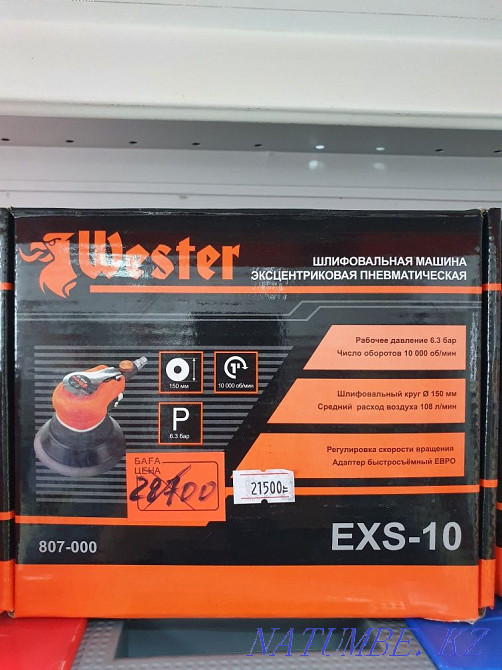 Wester
ШЛИФОВАЛЬНАЯ МАШИНА
ЭКСЦЕНТРИКОВАЯ ПНЕВМАТИЧЕСКАЯ
Рабочее давление 6.3 бар
Число оборотов 10 000 об/мин
150 мм
1"
10 000 об/мин
Шлифовальный круг Ø 150 мм
Средний расход воздуха 108 л/мин
P
6.3 бар
Регулировка скорости вращения
Адаптер быстросъёмный ЕВРО
БАҒА
ЦЕНА
21500₸
807-000
EXS-10
NATUMBE.KZ